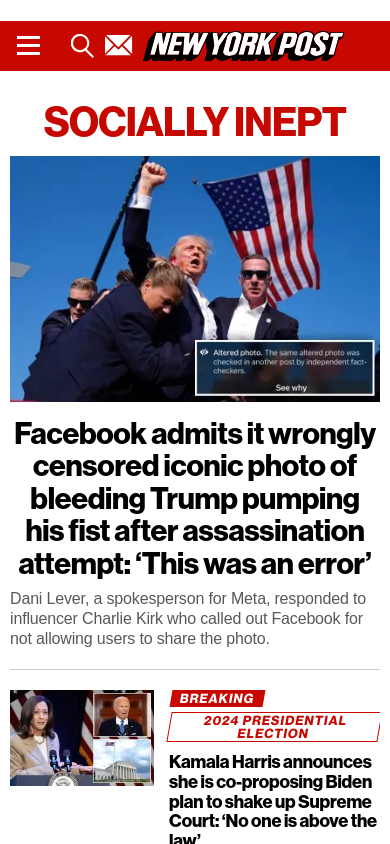 NEW YORK POST
SOCIALLY INEPT
Altered photo. The same altered photo was
checked in another post by independent fact-
checkers.
See why
Facebook admits it wrongly
censored iconic photo of
bleeding Trump pumping
his fist after assassination
attempt: ‘This was an error’
Dani Lever, a spokesperson for Meta, responded to
influencer Charlie Kirk who called out Facebook for
not allowing users to share the photo.
BREAKING
2024 PRESIDENTIAL
ELECTION
Kamala Harris announces
she is co-proposing Biden
plan to shake up Supreme
Court: ‘No one is above the
law’